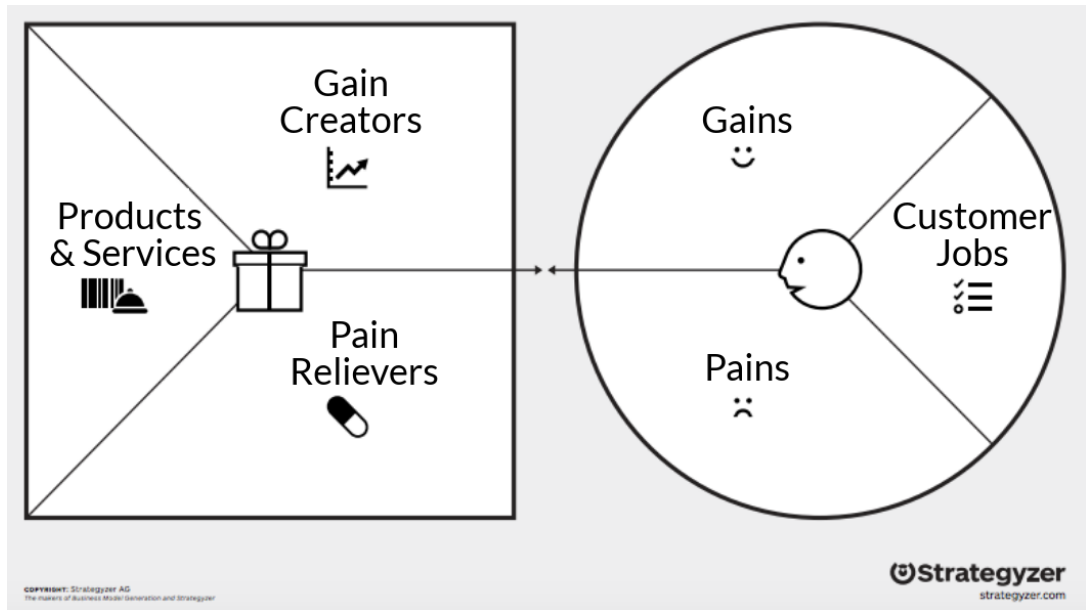 Gain
Creators
Gains
Products
& Services
Customer
Jobs
Pain
Relievers
Pains
Strategyzer
strategyzer.com
COPYRIGHT: Strategyzer AG
The makers of Business Model Generation and Strategyzer